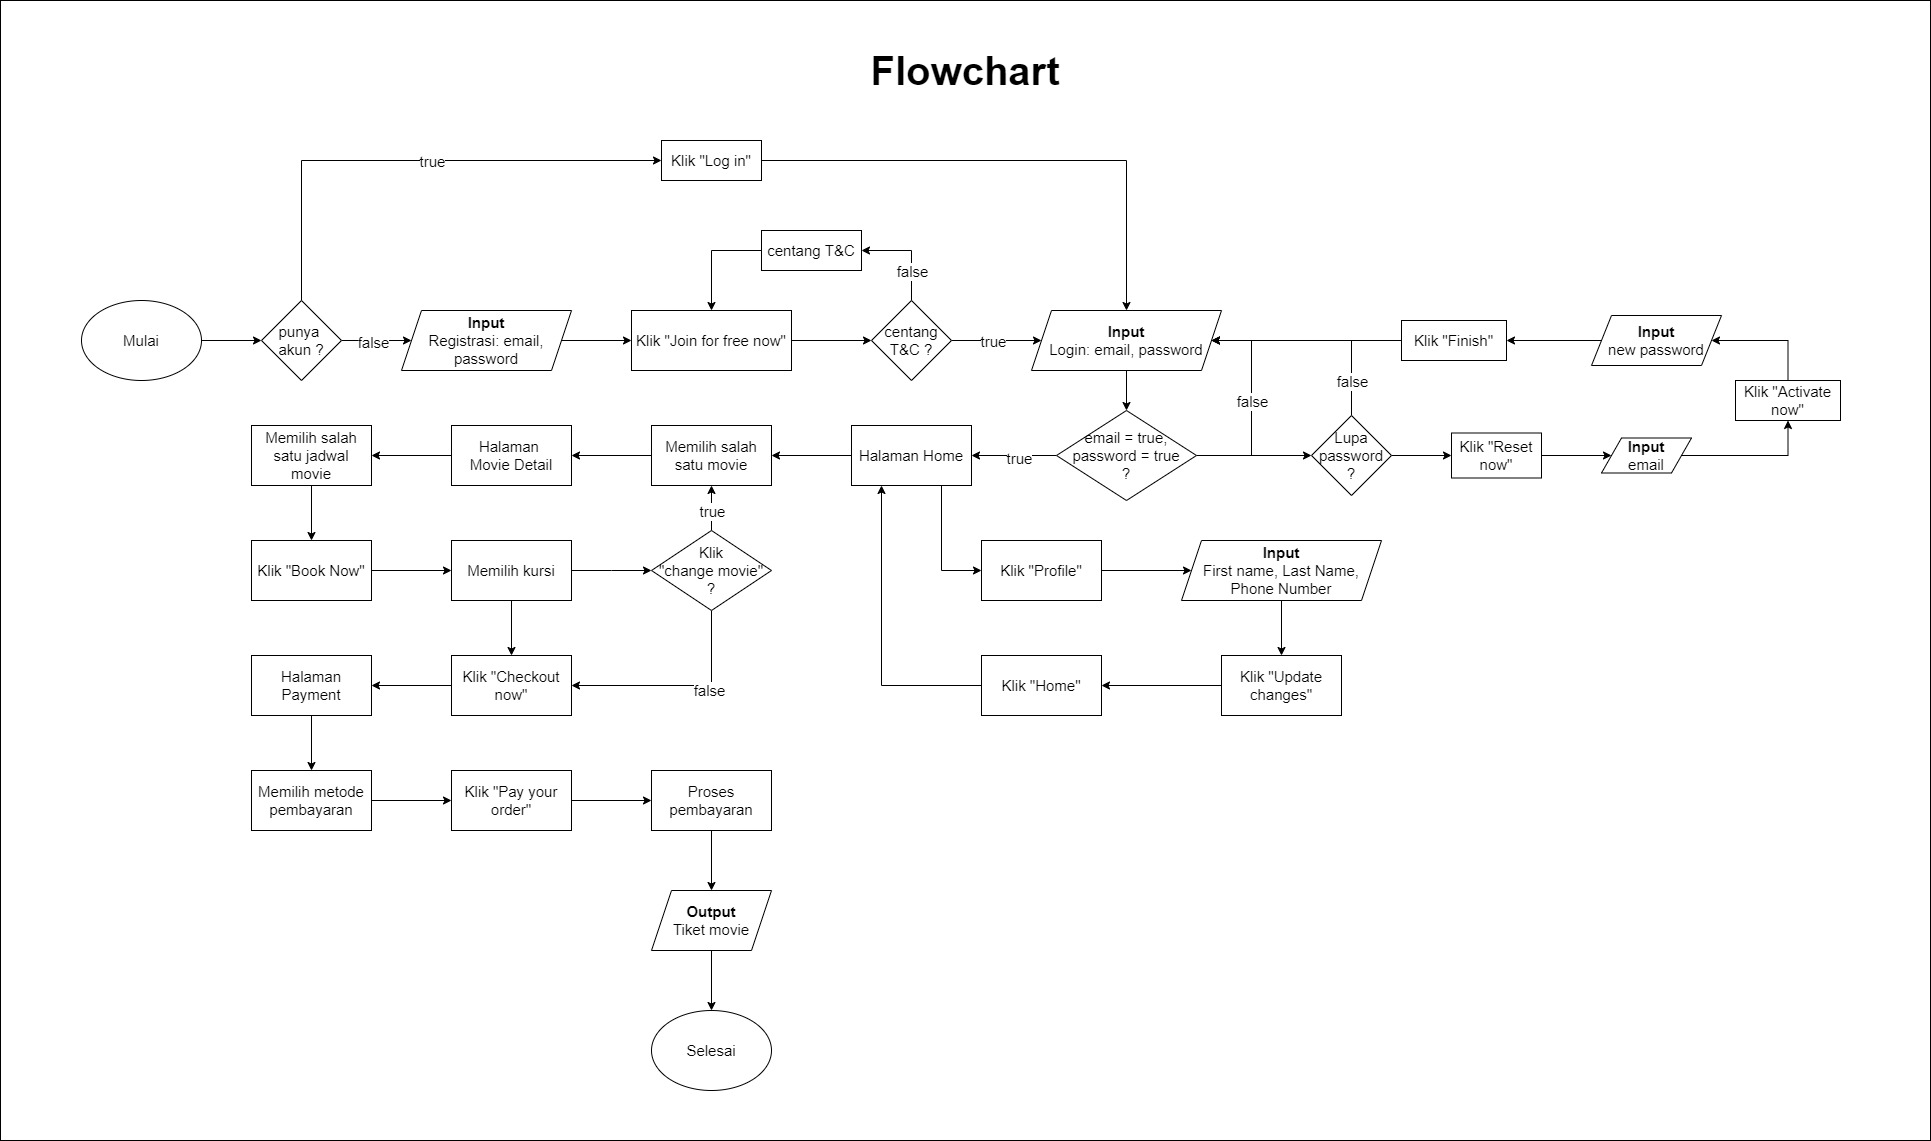 Flowchart
true
Klik "Log in"
centang T&C
false
Mulai
punya
akun ?
false
Input
Registrasi: email,
password
Klik "Join for free now"
centang
T&C ?
true
Input
Login: email, password
Klik "Finish"
Input
new password
false
false
Klik "Activate
now"
Memilih salah
satu jadwal
movie
Halaman
Movie Detail
Memilih salah
satu movie
Halaman Home
true
email = true,
password = true
?
Lupa
password
?
Klik "Reset
now"
Input
email
true
Klik "Book Now"
Memilih kursi
Klik
"change movie"
?
Klik "Profile"
Input
First name, Last Name,
Phone Number
Halaman
Payment
Klik "Checkout
now"
false
Klik "Home"
Klik "Update
changes"
Memilih metode
pembayaran
Klik "Pay your
order"
Proses
pembayaran
Output
Tiket movie
Selesai